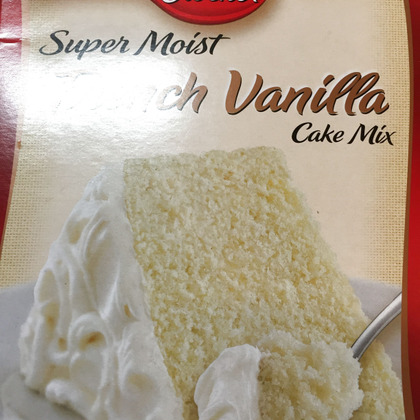 Super Moist
Vanilla
Cake Mix